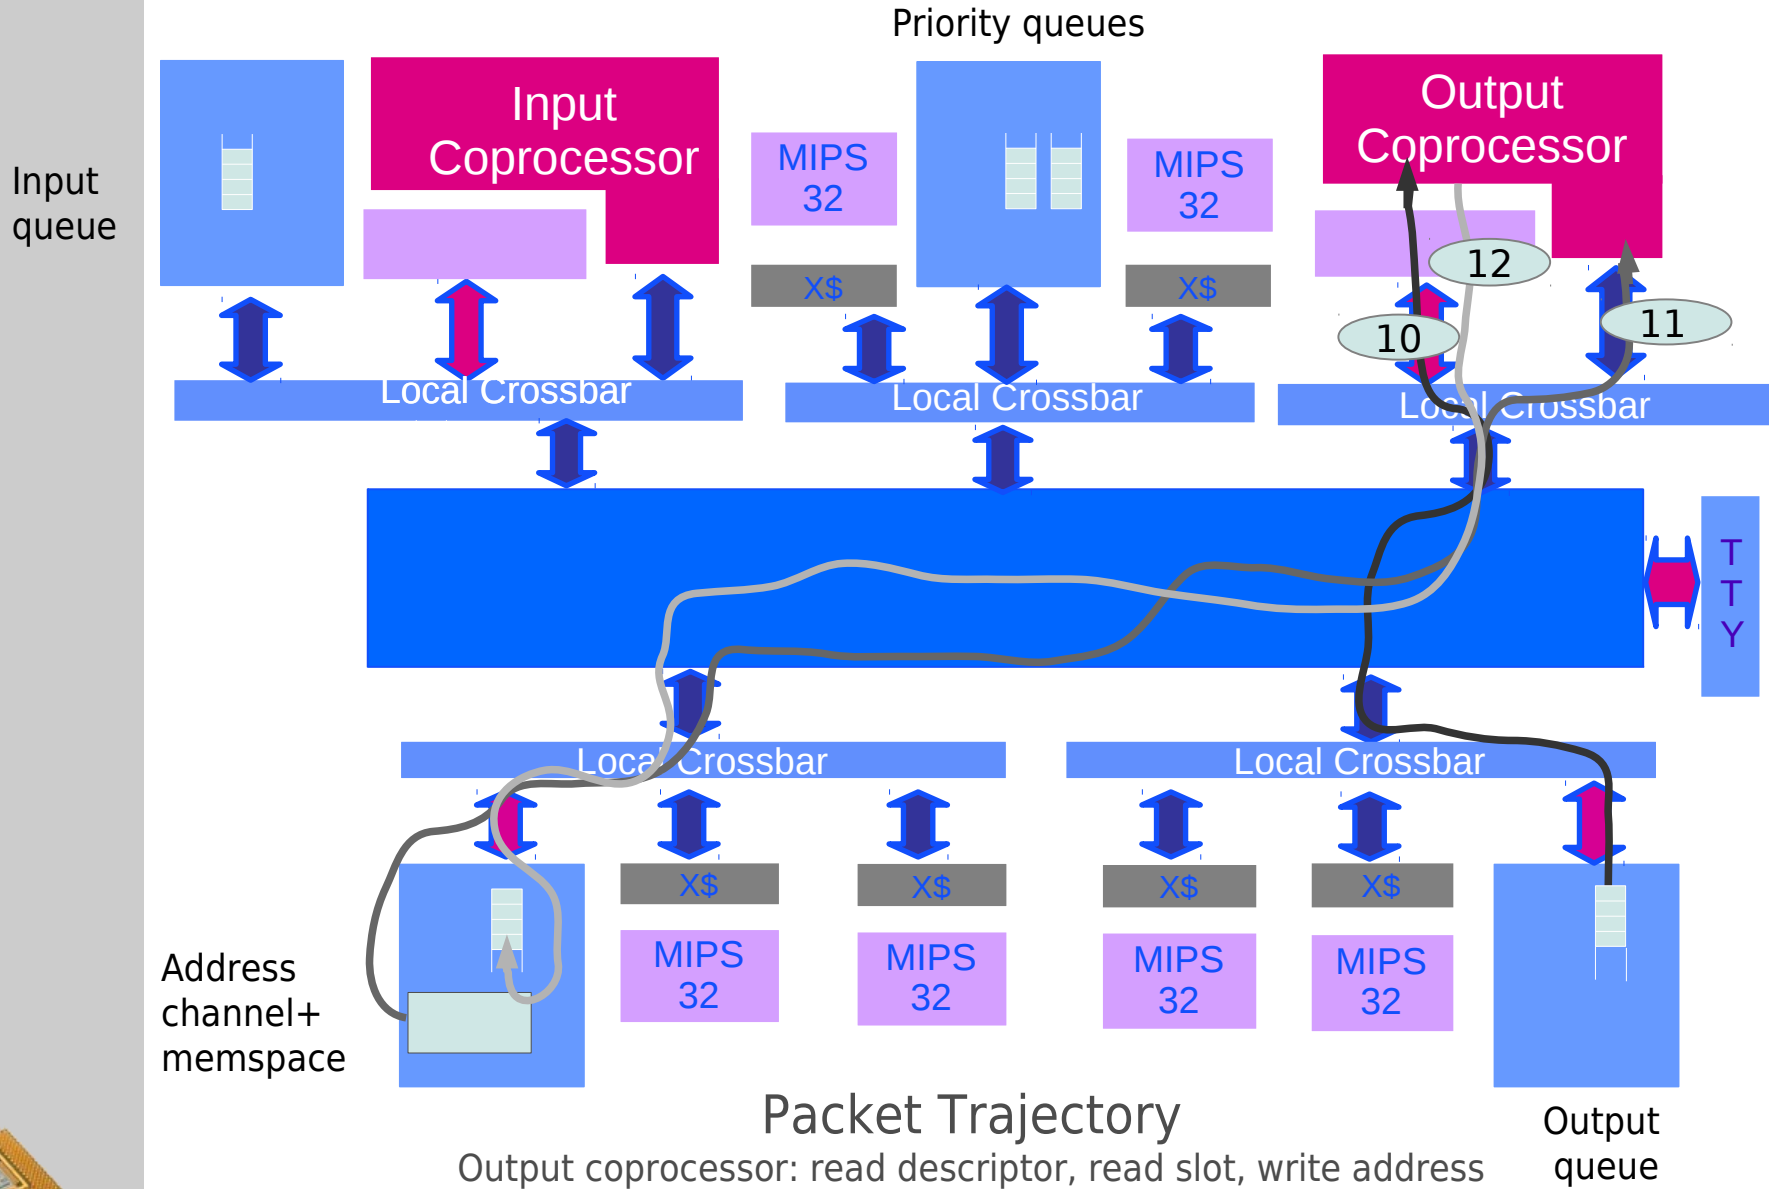 Priority queues
Input
queue
Input
Coprocessor
MIPS
32
X$
MIPS
32
X$
Output
Coprocessor
12
10
11
Local Crossbar
Local Crossbar
Local Crossbar
T
T
Y
Local Crossbar
Local Crossbar
X$
X$
X$
X$
MIPS
32
MIPS
32
MIPS
32
MIPS
32
Address
channel+
memspace
Output
queue
Packet Trajectory
Output coprocessor: read descriptor, read slot, write address